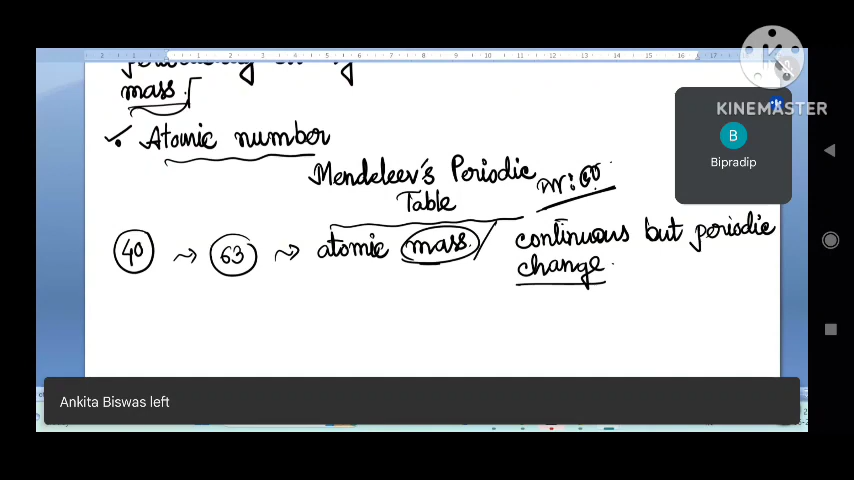 KINEMASTER
mass.
Atomic number
Mendeleev's Periodic
Table
40 → 63 → atomic mass.
continuous but periodic
change.
B
Bipradip
Ankita Biswas left